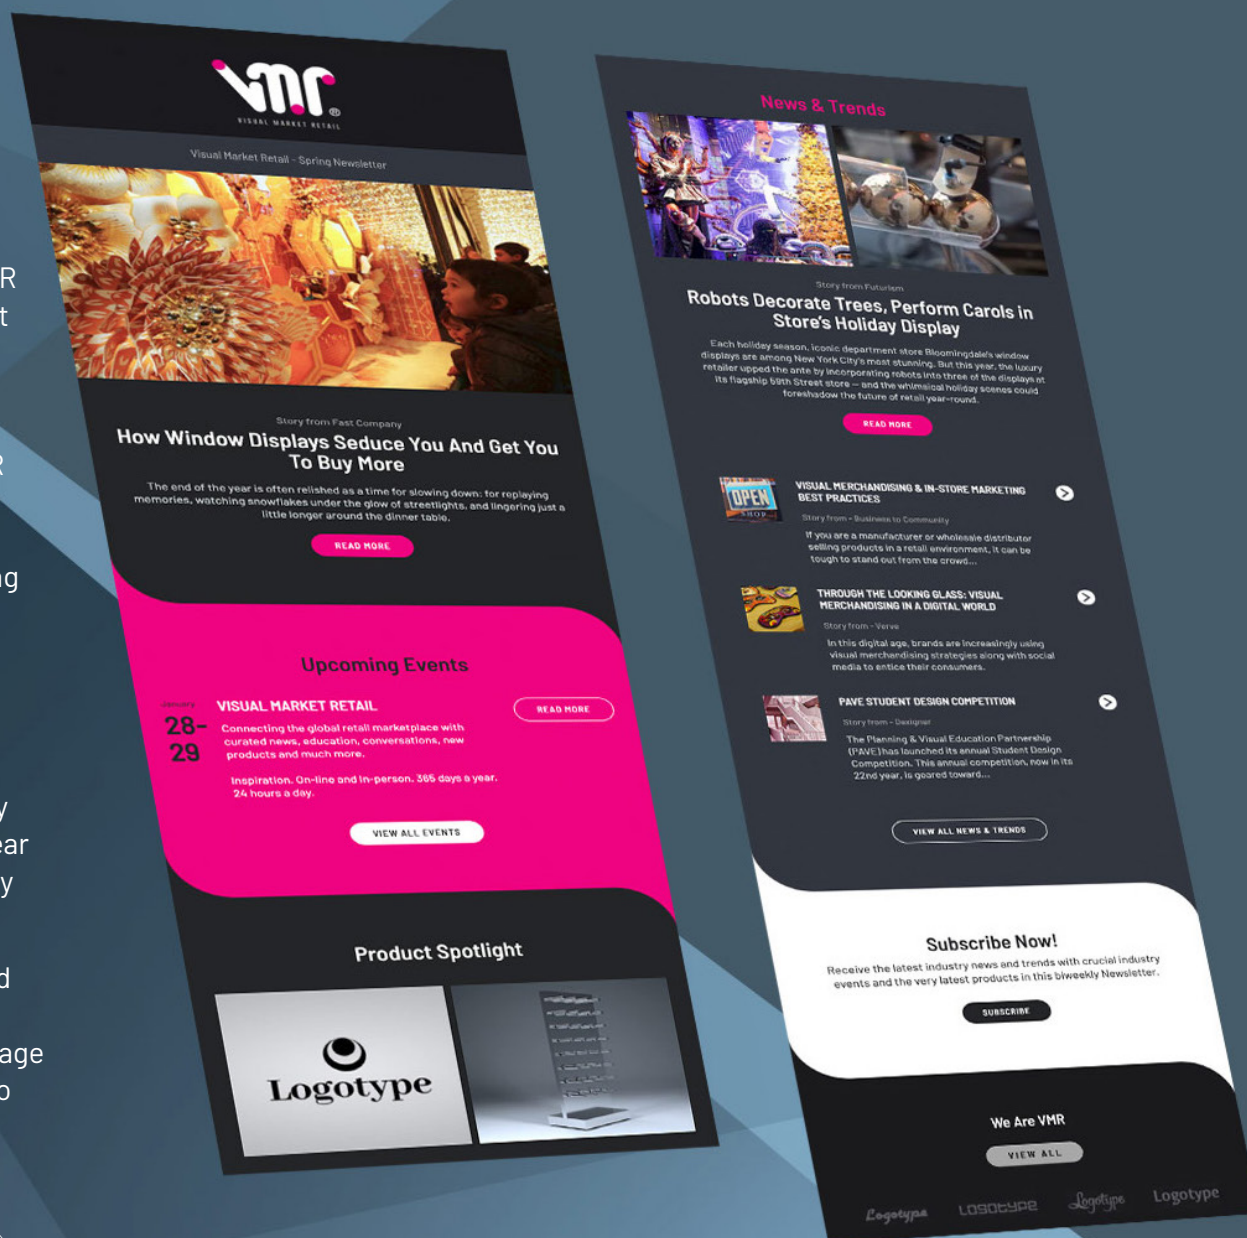 R
t
R
ng
y
ear
y
d
age
o
vmr®
VISUAL MARKET RETAIL
Visual Market Retail - Spring Newsletter
Story from Fast Company
How Window Displays Seduce You And Get You
To Buy More
The end of the year is often relished as a time for slowing down: for replaying
memories, watching snowflakes under the glow of streetlights, and lingering just a
little longer around the dinner table.
READ MORE
Upcoming Events
January
28-
29
VISUAL MARKET RETAIL
Connecting the global retail marketplace with
curated news, education, conversations, new
products and much more.
Inspiration. On-line and in-person. 365 days a year.
24 hours a day.
READ MORE
VIEW ALL EVENTS
Product Spotlight
Logotype
News & Trends
Story from Futurism
Robots Decorate Trees, Perform Carols in
Store's Holiday Display
Each holiday season, iconic department store Bloomingdale's window
displays are among New York City's most stunning. But this year, the luxury
retailer upped the ante by incorporating robots into three of the displays at
its flagship 59th Street store — and the whimsical holiday scenes could
foreshadow the future of retail year-round.
READ MORE
OPEN
SHOP
VISUAL MERCHANDISING & IN-STORE MARKETING
BEST PRACTICES
Story from - Business to Community
If you are a manufacturer or wholesale distributor
selling products in a retail environment, it can be
tough to stand out from the crowd...
THROUGH THE LOOKING GLASS: VISUAL
MERCHANDISING IN A DIGITAL WORLD
Story from - Verve
In this digital age, brands are increasingly using
visual merchandising strategies along with social
media to entice their consumers.
PAVE STUDENT DESIGN COMPETITION
Story from - Designer
The Planning & Visual Education Partnership
(PAVE) has launched its annual Student Design
Competition. This annual competition, now in its
22nd year, is geared toward...
VIEW ALL NEWS & TRENDS
Subscribe Now!
Receive the latest industry news and trends with crucial industry
events and the very latest products in this biweekly Newsletter.
SUBSCRIBE
We Are VMR
VIEW ALL
Logotype
LOGOTYPE
Logotype
Logotype